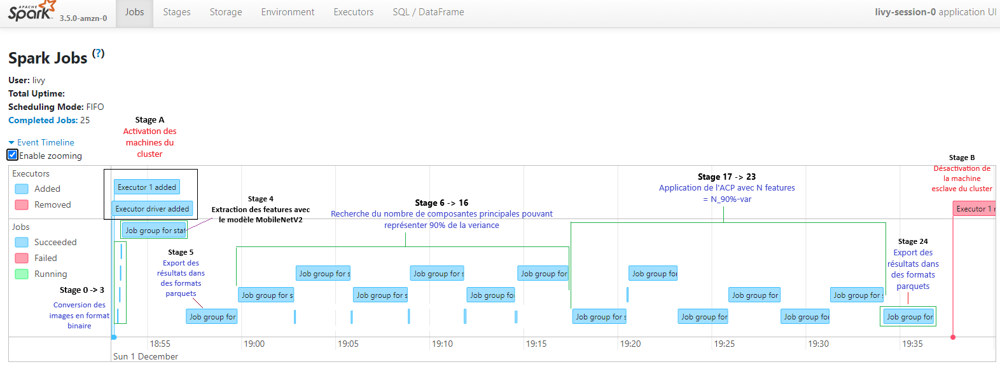 APACHE
Spark 3.5.0-amzn-0
Jobs Stages Storage Environment Executors SQL / DataFrame
livy-session-0 application UI
Spark Jobs (?)
User: livy
Total Uptime:
Scheduling Mode: FIFO
Completed Jobs: 25
Event Timeline
Enable zooming
Stage A
Activation des
machines du
cluster
Executors
Added
Removed
Executor 1 added
Executor driver added
Stage B
Désactivation de
la machine
esclave du cluster
Executor 1 r
Jobs
Succeeded
Failed
Running
Job group for stat
Stage 4
Extraction des features avec
le modèle MobileNetV2
Stage 6 -> 16
Recherche du nombre de composantes principales pouvant
représenter 90% de la veriance
Stage 17 -> 23
Application de l'ACP avec N features
= N_90%-var
Stage 0 -> 3
Conversion des
images en format
binaire
Stage 5
Export des
résultats dans
des formats
parquets
Stage 24
Export des
résultats dans
des formats
parquets
Job group for s
Job group for s
Job group for
Job group for
Job group for s
Job group for s
Job group fo
Job group for
Job group for s
Job group for
Job group for s
Job group for
Job group for
Job group for
18:55 19:00 19:05 19:10 19:15 19:20 19:25 19:30 19:35
Sun 1 December